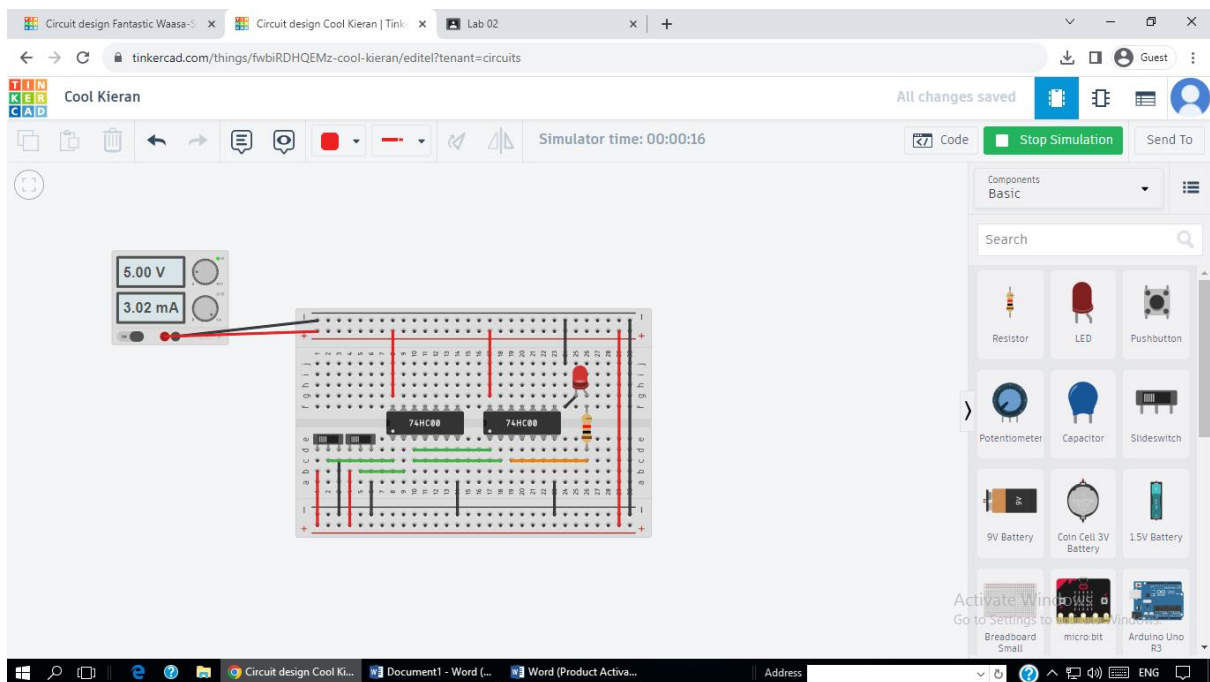 Circuit design Fantastic Waasa-S
Circuit design Cool Kieran | Tink
Lab 02
tinkercad.com/things/fwbiRDHQEMz-cool-kieran/editel?tenant=circuits
Guest
TINKERCAD
Cool Kieran
All changes saved
Simulator time: 00:00:16
Code
Stop Simulation
Send To
Components
Basic
Search
5.00 V
3.02 mA
74HC00
74HC00
Resistor
LED
Pushbutton
Potentiometer
Capacitor
Slideswitch
9V
9V Battery
Coin Cell 3V
Battery
1.5V Battery
Breadboard
Small
micro:bit
Arduino Uno
R3
Activate Windows
Go to Settings to
Circuit design Cool Ki...
Document1 - Word (...
Word (Product Activa...
Address
ENG